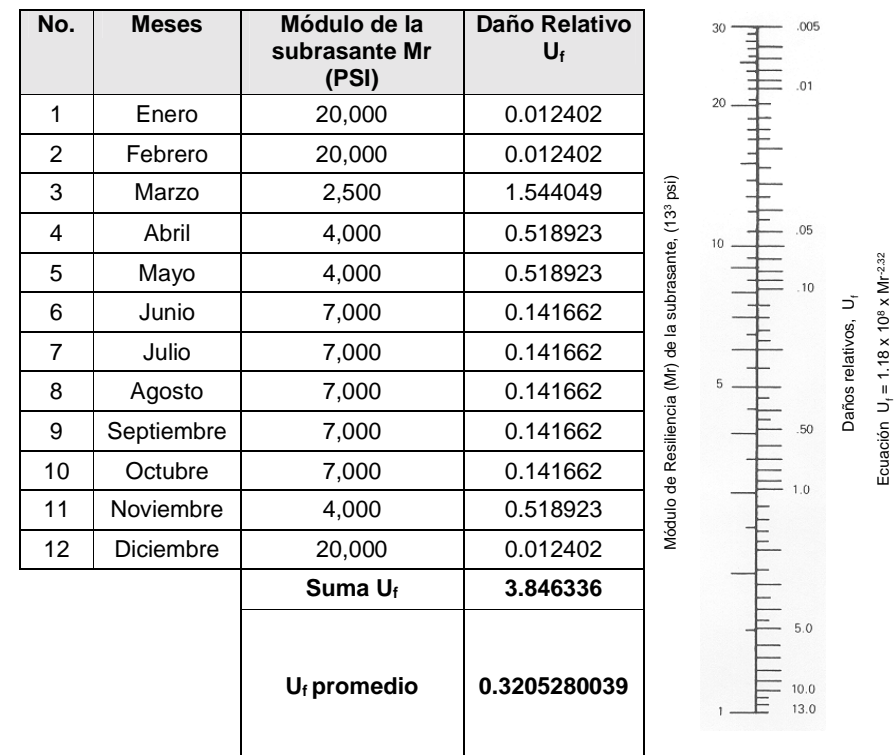 No. Meses Módulo de la subrasante Mr (PSI) Daño Relativo Uf
1 Enero 20,000 0.012402
2 Febrero 20,000 0.012402
3 Marzo 2,500 1.544049
4 Abril 4,000 0.518923
5 Mayo 4,000 0.518923
6 Junio 7,000 0.141662
7 Julio 7,000 0.141662
8 Agosto 7,000 0.141662
9 Septiembre 7,000 0.141662
10 Octubre 7,000 0.141662
11 Noviembre 4,000 0.518923
12 Diciembre 20,000 0.012402
Suma Uf 3.846336
Uf promedio 0.3205280039
Módulo de Resiliencia (Mr) de la subrasante, (13³ psi)
30
20
10
5
1
.005
.01
.05
.10
.50
1.0
5.0
10.0
13.0
Daños relativos, Uf
Ecuación Uf = 1.18 x 10⁸ x Mr⁻²·³²